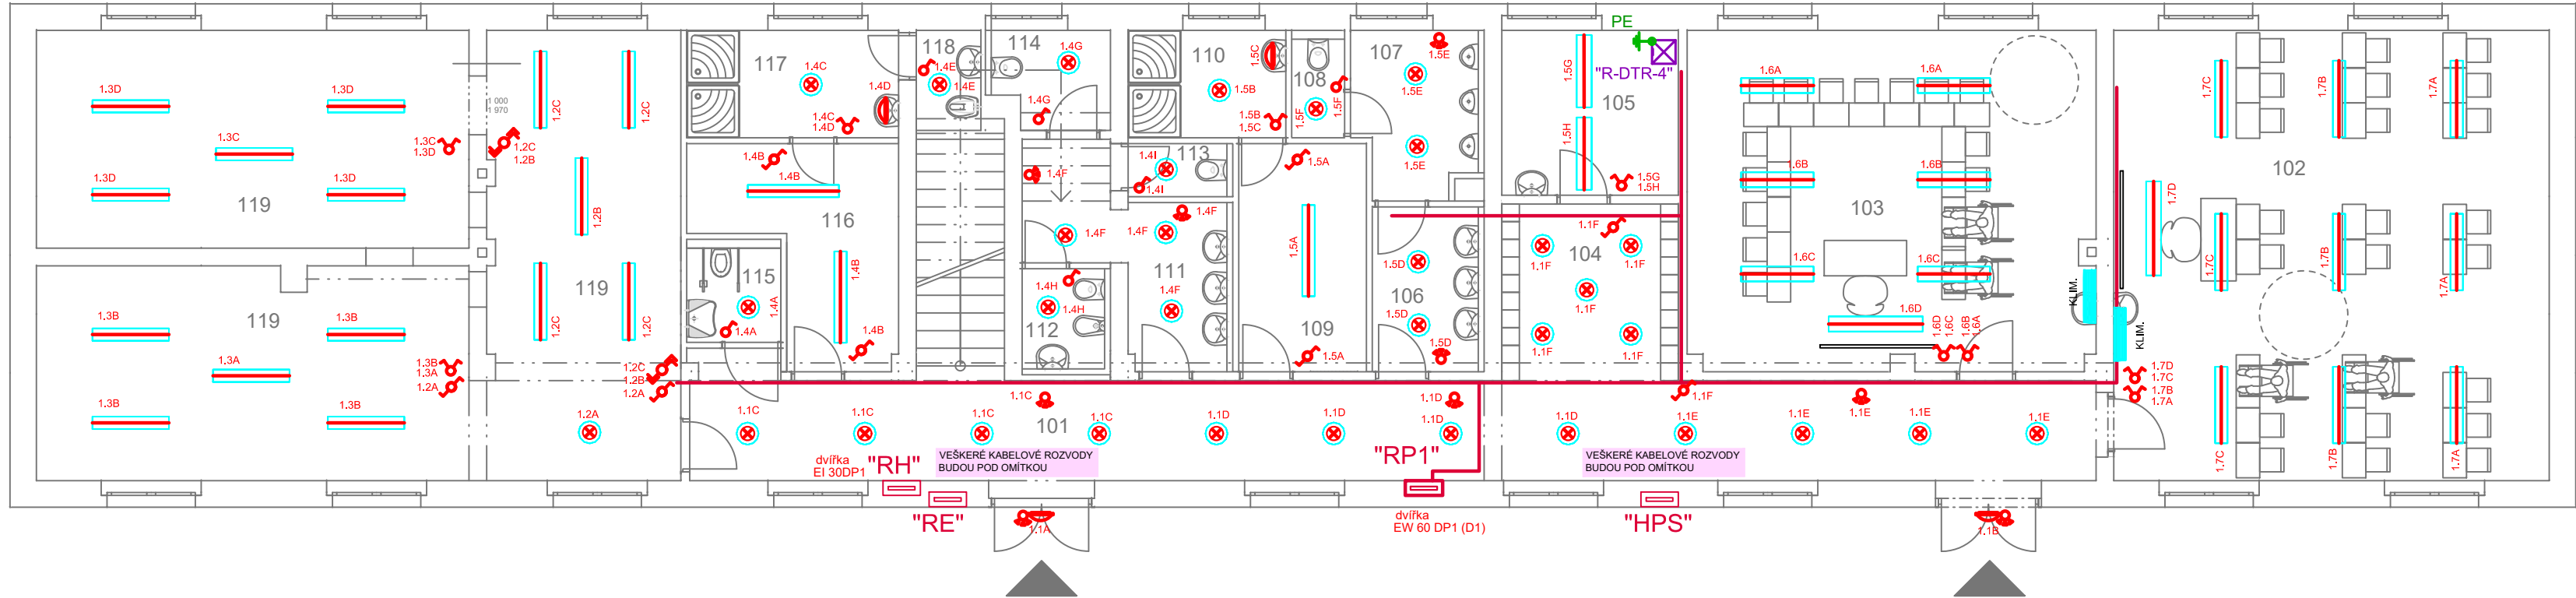 1.3D
1.3D
1.3C
1.3D
1.3D
119
1.3C
1.3D
1 000
1 970
1.2C
1.2B
1.2C
1.2C
1.2B
119
1.2C
1.2C
119
1.3B
1.3B
1.3A
1.3B
1.3B
1.3B
1.3A
1.2A
1.2C
1.2B
1.2A
1.2A
117
1.4C
1.4D
1.4C
1.4D
118
1.4E
1.4E
114
1.4G
1.4G
1.4B
1.4B
116
1.4B
1.4B
115
1.4A
1.4A
1.4F
1.4F
1.4H
1.4H
112
113
1.4I
1.4I
1.4F
1.4F
111
1.4F
110
1.5C
1.5B
1.5B
1.5C
108
1.5F
1.5F
107
1.5E
1.5E
1.5E
1.5A
1.5A
109
1.5A
1.5D
106
1.5D
1.5D
PE
"R-DTR-4"
1.5G
105
1.5H
1.5G
1.5H
1.1F
104
1.1F
1.1F
1.1F
1.1F
1.1F
1.1F
1.6A
1.6A
1.6B
1.6B
103
1.6C
1.6C
1.6D
1.6D
1.6C
1.6B
1.6A
KLIM.
KLIM.
102
1.7C
1.7B
1.7A
1.7D
1.7C
1.7B
1.7A
1.7C
1.7B
1.7A
1.7D
1.7C
1.7B
1.7A
1.1C
1.1C
1.1C
1.1C
1.1C
101
1.1D
1.1D
1.1D
1.1D
1.1D
1.1E
1.1E
1.1E
1.1E
1.1E
dvířka
EI 30DP1
"RH"
VEŠKERÉ KABELOVÉ ROZVODY
BUDOU POD OMÍTKOU
"RE"
1.1A
"RP1"
dvířka
EW 60 DP1 (D1)
VEŠKERÉ KABELOVÉ ROZVODY
BUDOU POD OMÍTKOU
"HPS"
1.1B